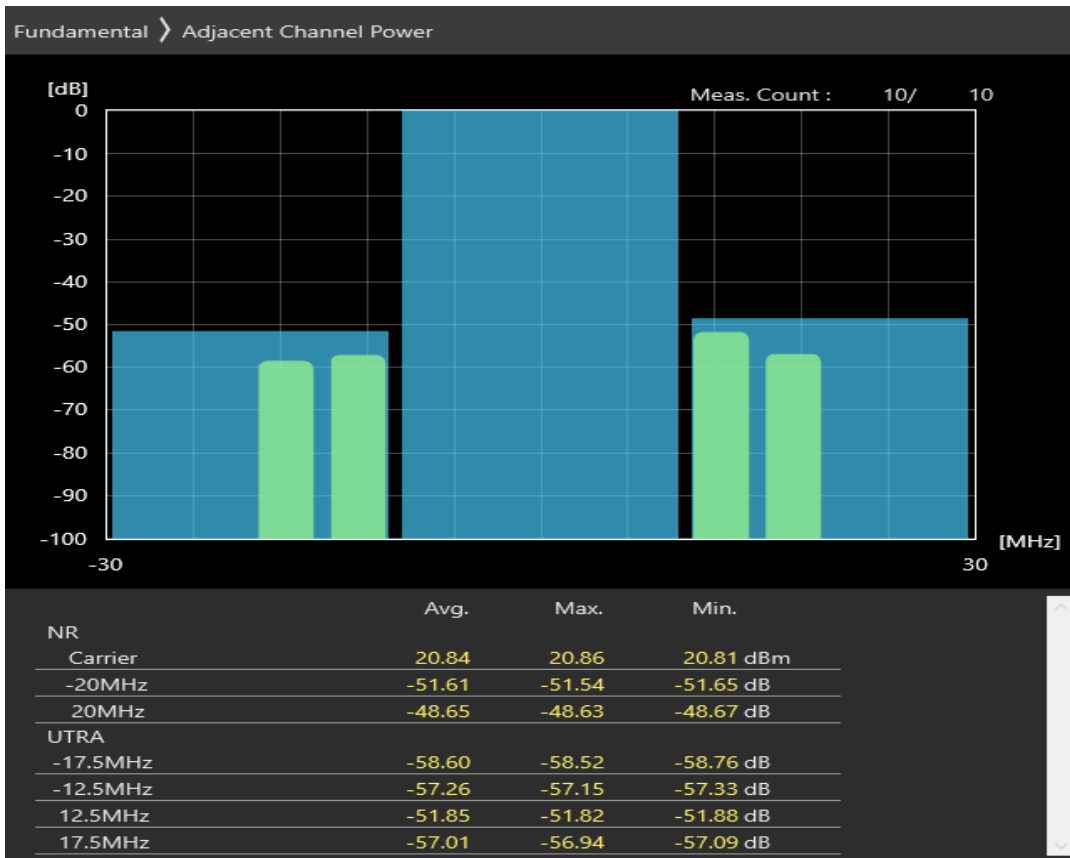 Fundamental 〉 Adjacent Channel Power
[dB]
Meas. Count : 10/ 10
0
-10
-20
-30
-40
-50
-60
-70
-80
-90
-100
[MHz]
-30 30
Avg. Max. Min.
NR
Carrier 20.84 20.86 20.81 dBm
-20MHz -51.61 -51.54 -51.65 dB
20MHz -48.65 -48.63 -48.67 dB
UTRA
-17.5MHz -58.60 -58.52 -58.76 dB
-12.5MHz -57.26 -57.15 -57.33 dB
12.5MHz -51.85 -51.82 -51.88 dB
17.5MHz -57.01 -56.94 -57.09 dB